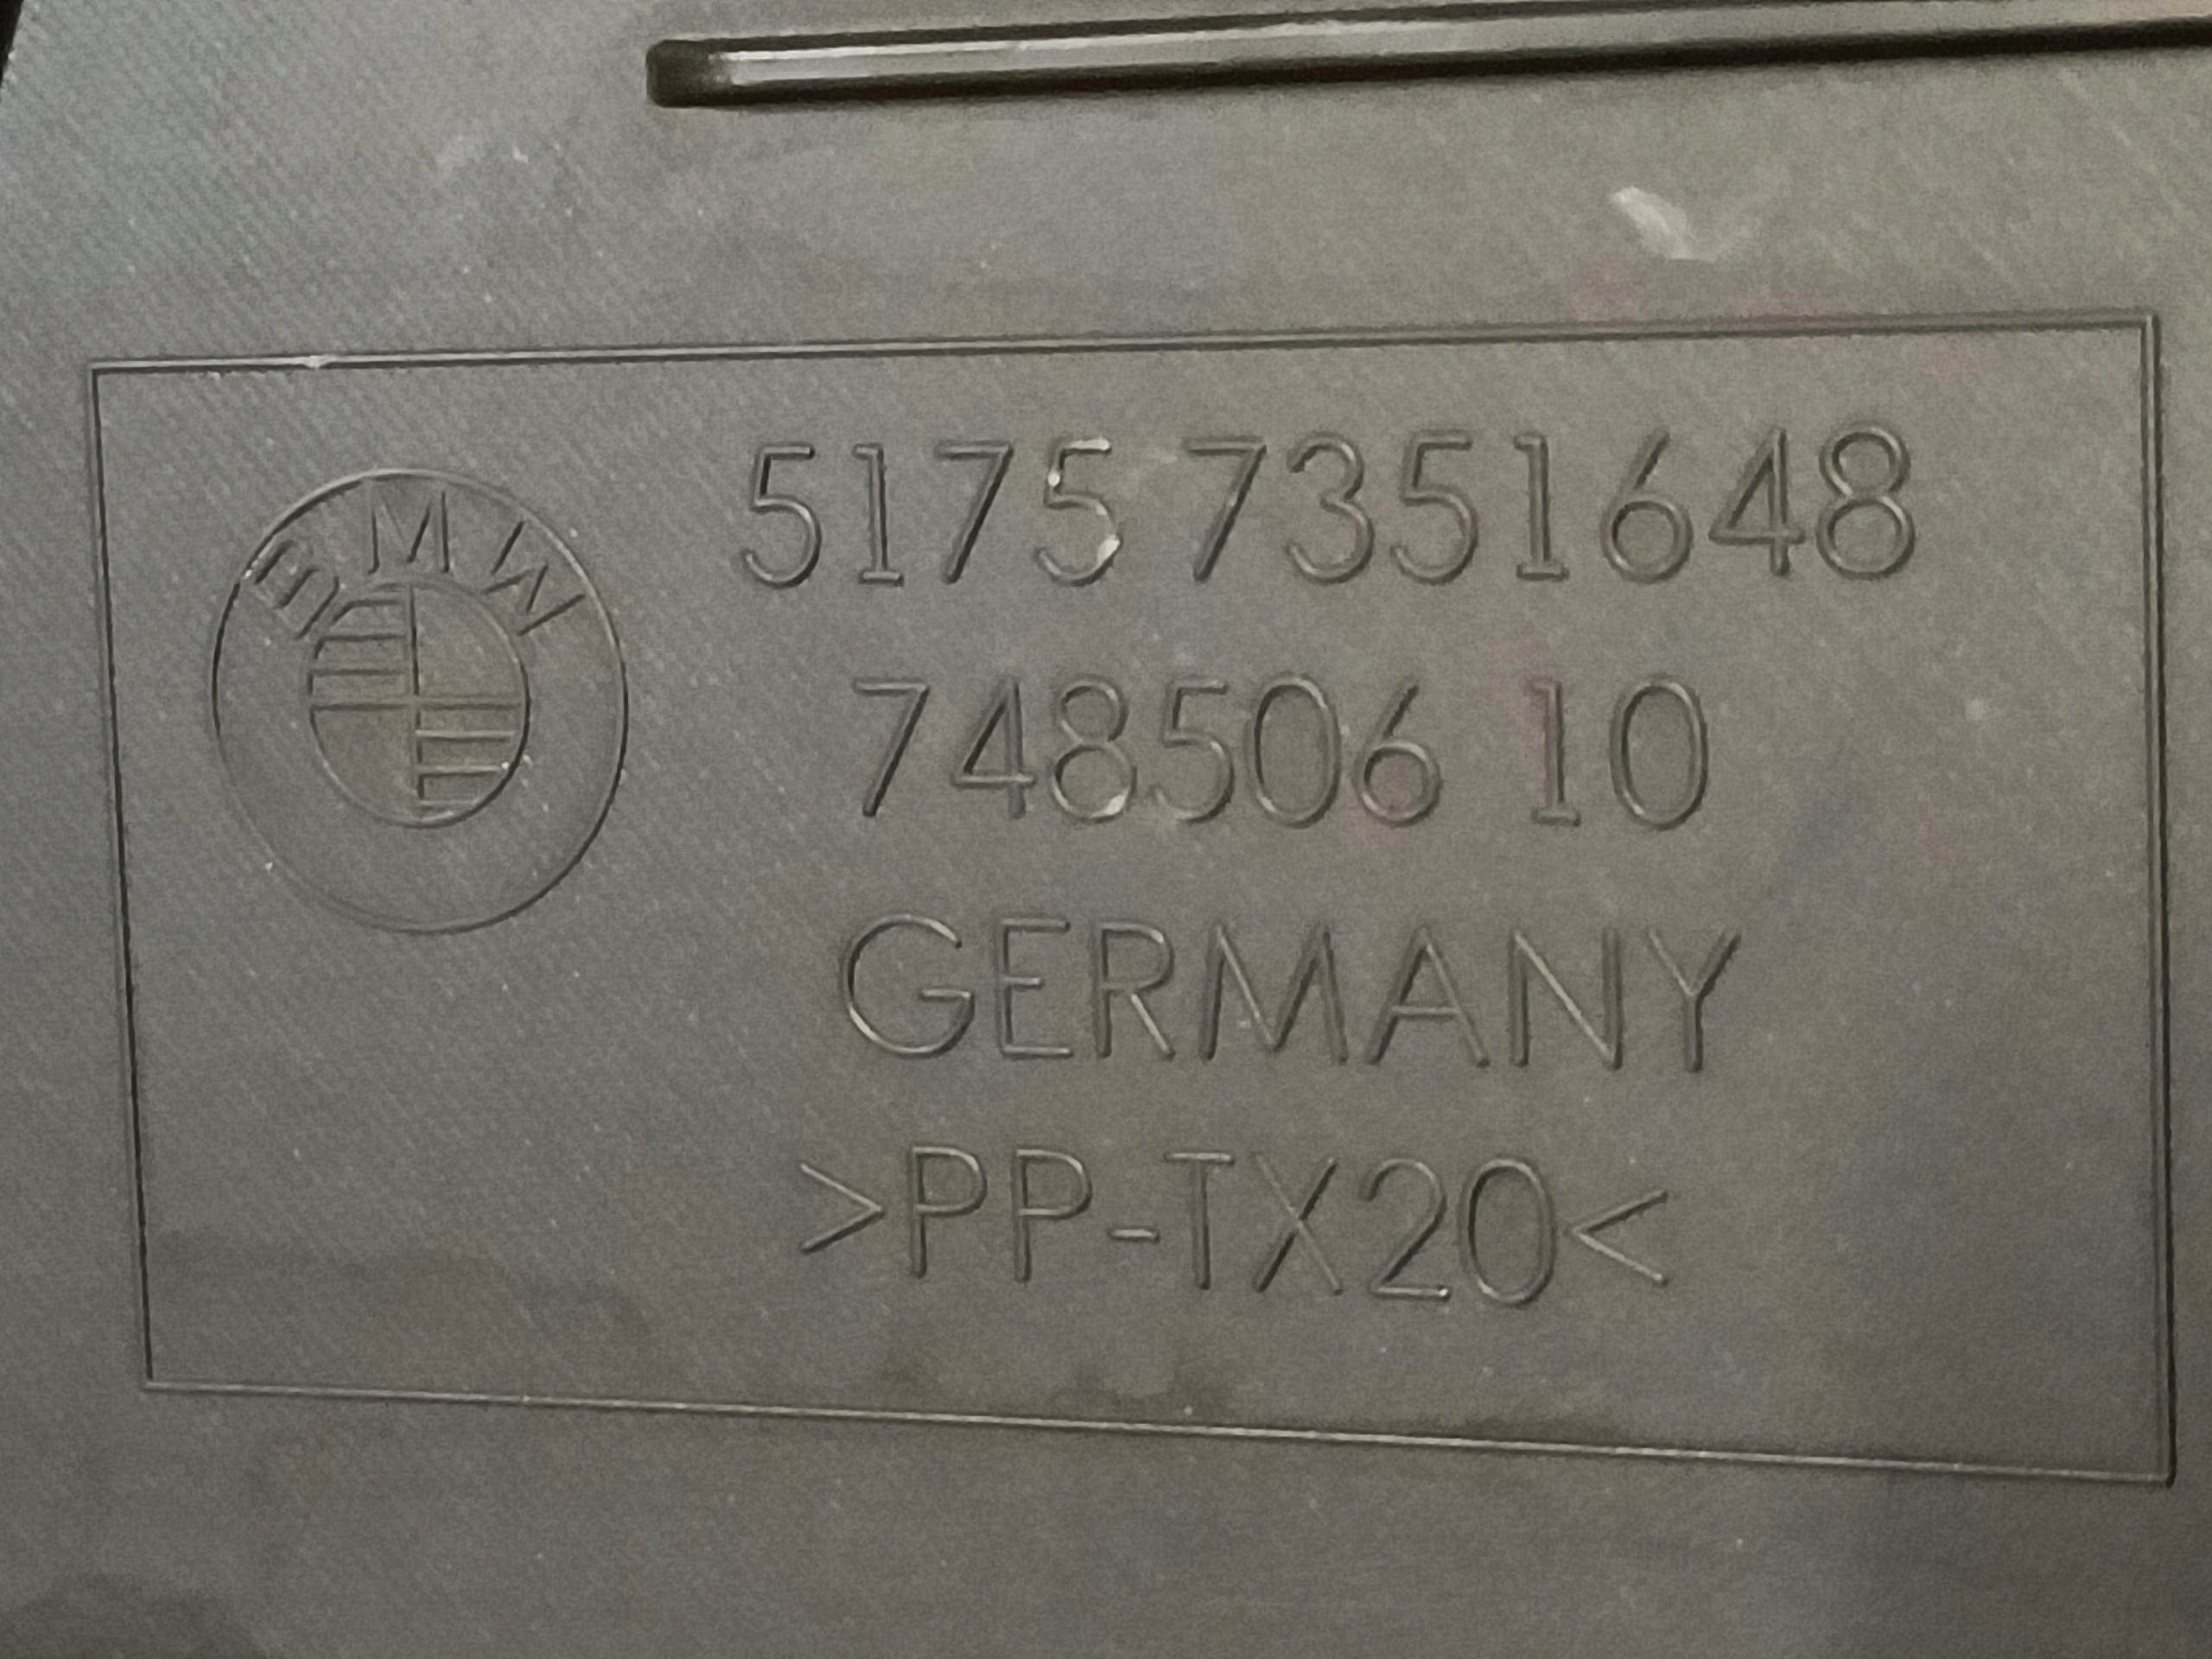 BMW
5175 7351648
748506 10
GERMANY
>PP-TX20<